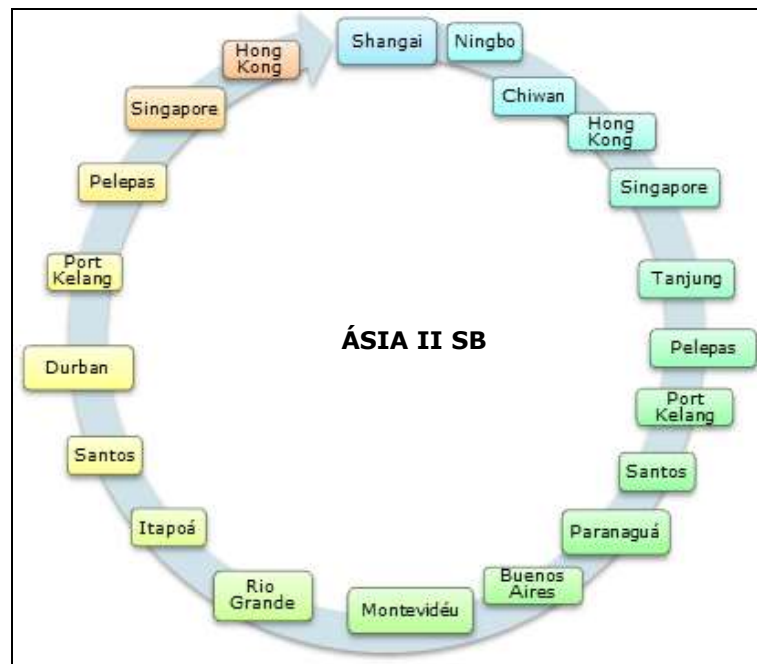 Shangai
Ningbo
Chiwan
Hong
Kong
Singapore
Tanjung
Pelepas
Port
Kelang
Santos
Paranaguá
Buenos
Aires
Montevidéu
Rio
Grande
Itapoá
Santos
Durban
Port
Kelang
Pelepas
Singapore
Hong
Kong
ÁSIA II SB